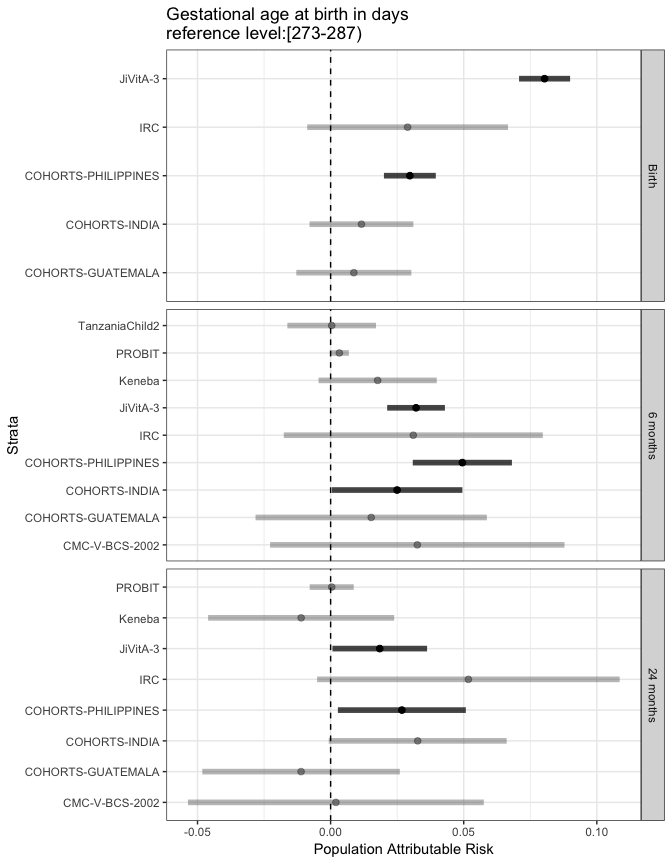 Gestational age at birth in days
reference level:[273-287)
JiVitA-3
IRC
COHORTS-PHILIPPINES
COHORTS-INDIA
COHORTS-GUATEMALA
Birth
TanzaniaChild2
PROBIT
Keneba
JiVitA-3
IRC
COHORTS-PHILIPPINES
COHORTS-INDIA
COHORTS-GUATEMALA
CMC-V-BCS-2002
6 months
Strata
PROBIT
Keneba
JiVitA-3
IRC
COHORTS-PHILIPPINES
COHORTS-INDIA
COHORTS-GUATEMALA
CMC-V-BCS-2002
24 months
-0.05 0.00 0.05 0.10
Population Attributable Risk